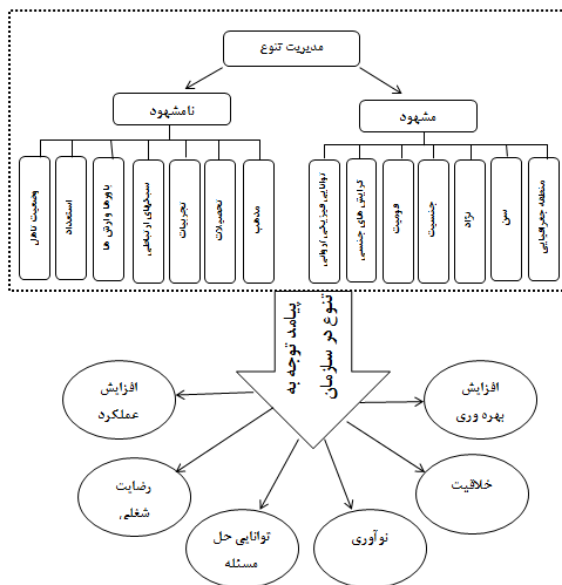 مدیریت تنوع
مشهود
نامشهود
منطقه جغرافیایی
سن
نژاد
جنسیت
قومیت
گرایش های جنسی
توانایی فیزیکی /روانی
مذهب
تحصیلات
تجربیات
سبکهای ارتباطی
باورها و ارزش ها
استعداد
وضعیت تاهل
پیامد توجه به
تنوع در سازمان
افزایش
بهره وری
افزایش
عملکرد
خلاقیت
رضایت
شغلی
نوآوری
توانایی حل
مسئله